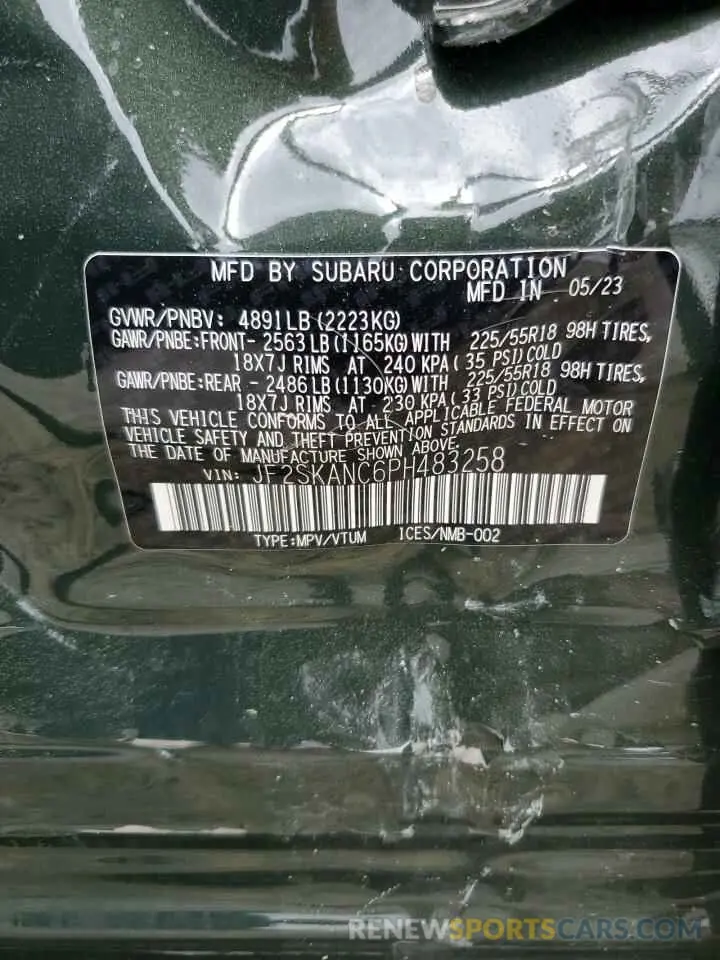 MFD BY SUBARU CORPORATION
MFD IN 05/23
GVWR/PNBV: 4891LB(2223KG)
GAWR/PNBE:FRONT- 2563LB(1165KG)WITH 225/55R18 98H TIRES,
18X7J RIMS AT 240 KPA( 35 PSI)COLD
GAWR/PNBE:REAR - 2486LB(1130KG)WITH 225/55R18 98H TIRES,
18X7J RIMS AT 230 KPA( 33 PSI)COLD
THIS VEHICLE CONFORMS TO ALL APPLICABLE FEDERAL MOTOR
VEHICLE SAFETY AND THEFT PREVENTION STANDARDS IN EFFECT ON
THE DATE OF MANUFACTURE SHOWN ABOVE.
VIN: JF2SKANC6PH483258
TYPE:MPV/VTUM ICES/NMB-002
RENEWSPORTSCARS.COM